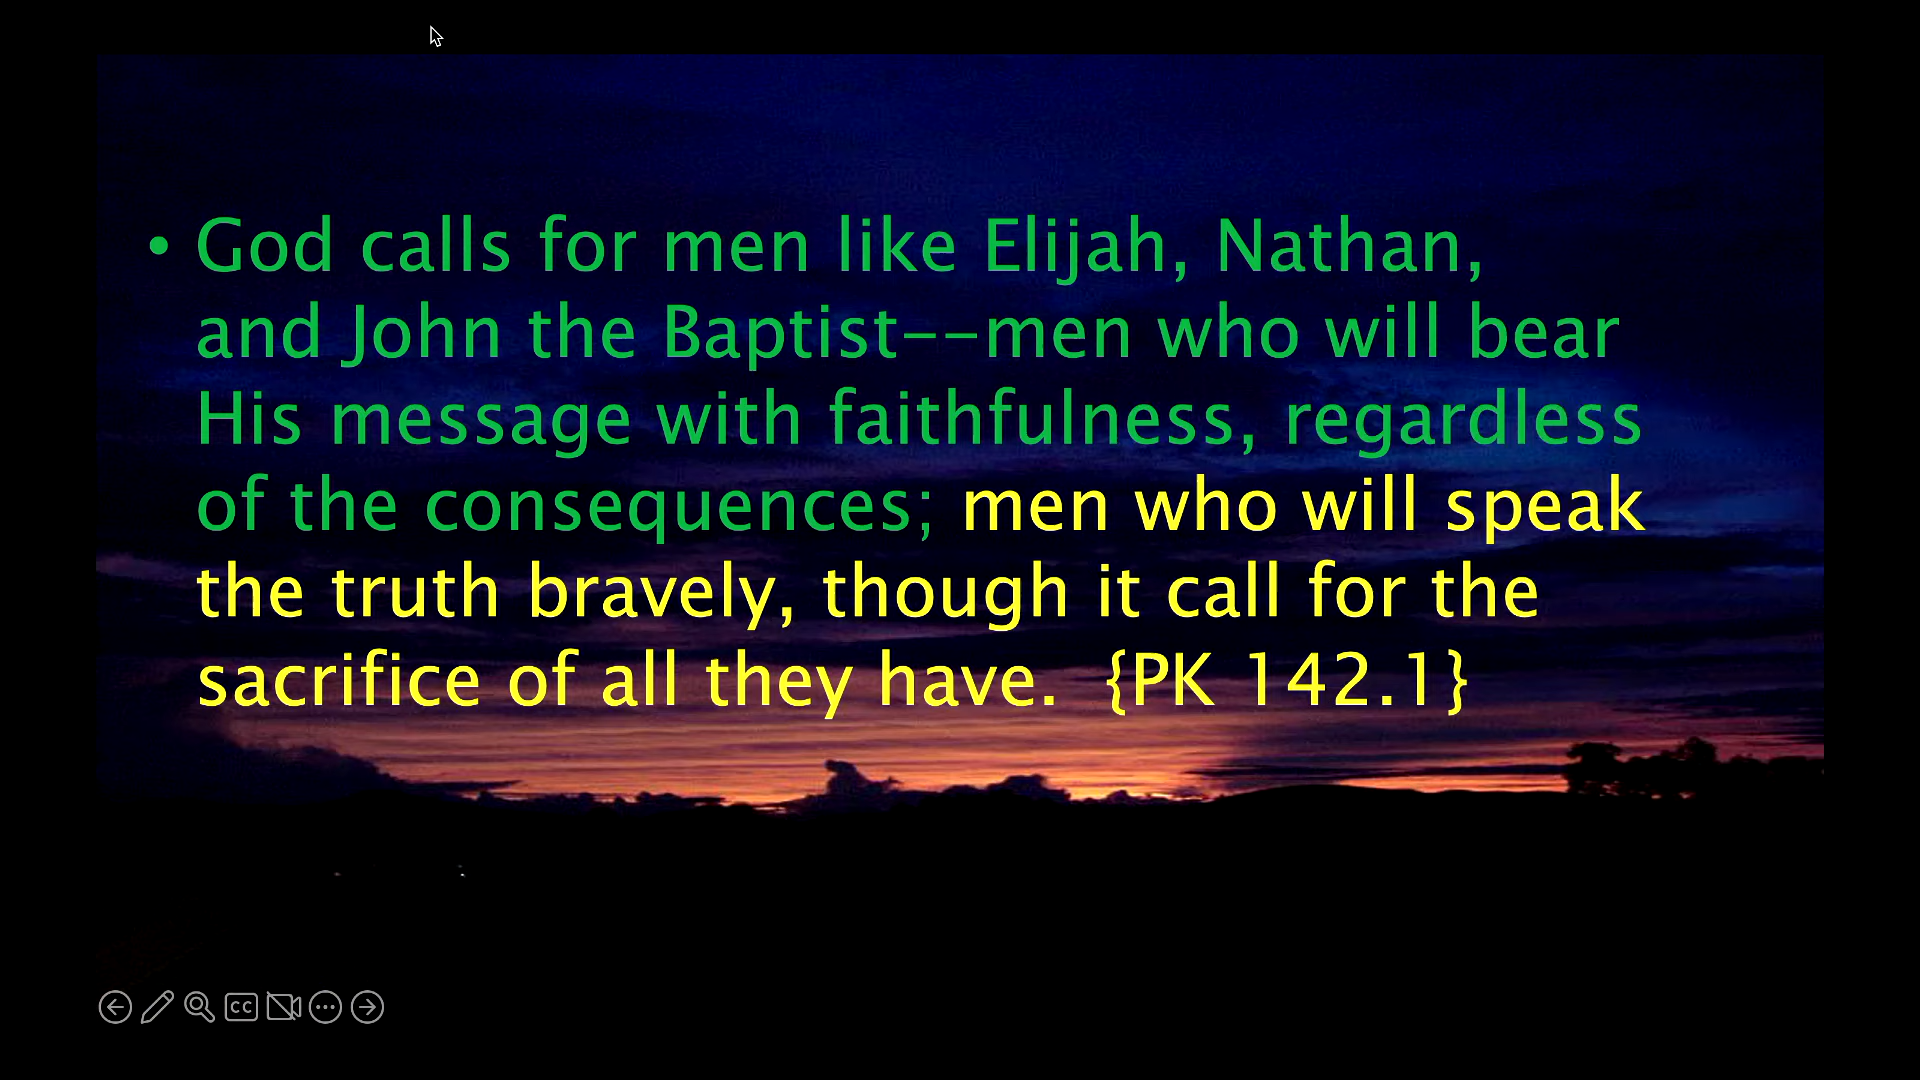 • God calls for men like Elijah, Nathan,
and John the Baptist--men who will bear
His message with faithfulness, regardless
of the consequences; men who will speak
the truth bravely, though it call for the
sacrifice of all they have.  {PK 142.1}
CC